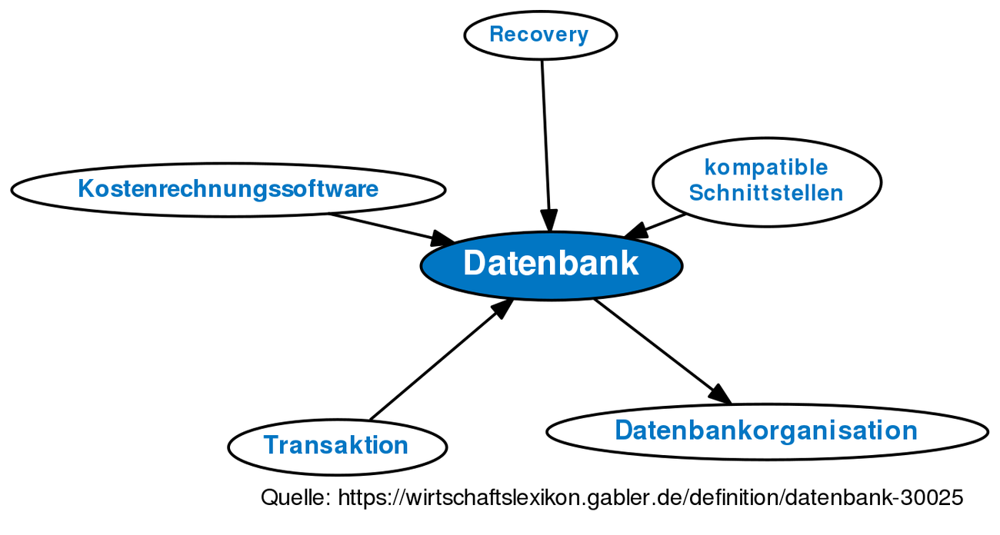 Recovery
kompatible
Schnittstellen
Kostenrechnungssoftware
Datenbank
Datenbankorganisation
Transaktion
Quelle: https://wirtschaftslexikon.gabler.de/definition/datenbank-30025